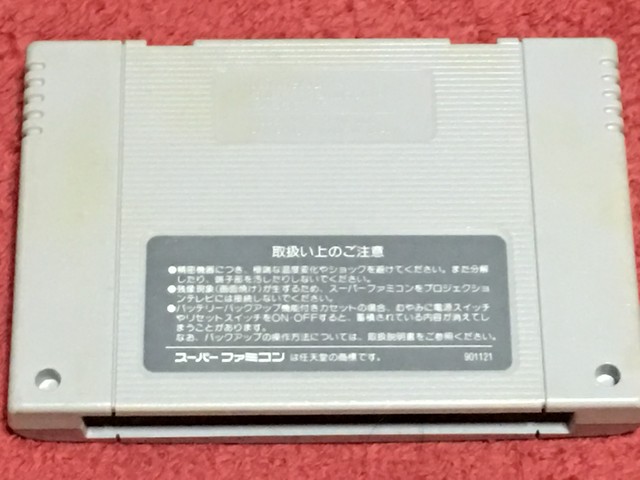 取扱い上のご注意
●精密機器につき、極端な温度変化やショックを避けてください。また分解
したり、端子部を汚したりしないでください。
●残像現象(画面焼け)が生ずるため、スーパーファミコンをプロジェクショ
ンテレビには接続しないでください。
●バッテリーバックアップ機能付きカセットの場合、むやみに電源スイッチ
やリセットスイッチをON・OFFすると、蓄積されている内容が消えてし
まうことがあります。
なお、バックアップの操作方法については、取扱説明書をご参照ください。
スーパーファミコン は任天堂の商標です。 901121